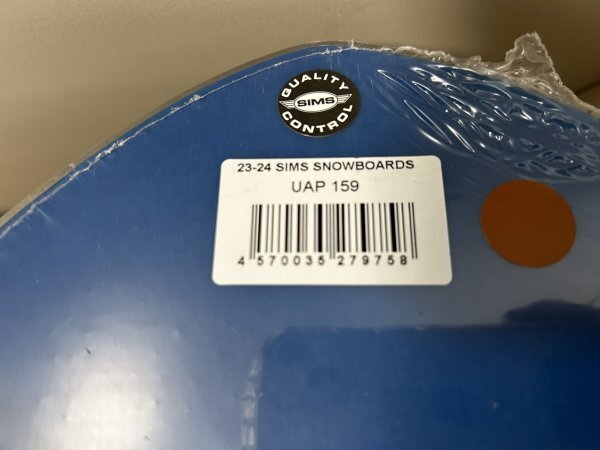 QUALITY
SIMS
CONTROL
23-24 SIMS SNOWBOARDS
UAP 159
4 570035 279758